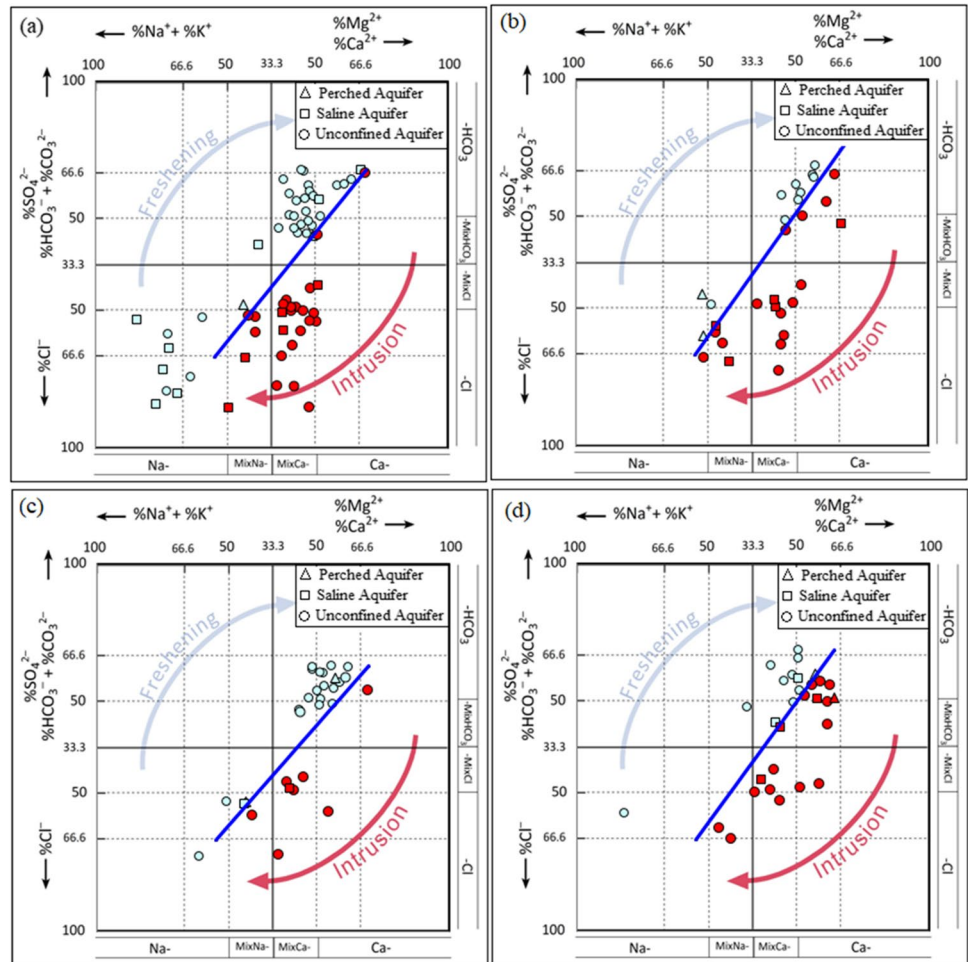 (a)
← %Na⁺ + %K⁺
%Mg²⁺
%Ca²⁺ →
100 66.6 50 33.3 50 66.6 100
100
66.6
50
33.3
50
66.6
100
%SO₄²⁻
%HCO₃⁻ + %CO₃²⁻
%Cl⁻
Perched Aquifer
Saline Aquifer
Unconfined Aquifer
Freshening
Intrusion
-HCO₃
-MixHCO₃
-MixCl
-Cl
Na- MixNa- MixCa- Ca-
(b)
← %Na⁺ + %K⁺
%Mg²⁺
%Ca²⁺ →
100 66.6 50 33.3 50 66.6 100
100
66.6
50
33.3
50
66.6
100
%SO₄²⁻
%HCO₃⁻ + %CO₃²⁻
%Cl⁻
Perched Aquifer
Saline Aquifer
Unconfined Aquifer
Freshening
Intrusion
-HCO₃
-MixHCO₃
-MixCl
-Cl
Na- MixNa- MixCa- Ca-
(c)
← %Na⁺ + %K⁺
%Mg²⁺
%Ca²⁺ →
100 66.6 50 33.3 50 66.6 100
100
66.6
50
33.3
50
66.6
100
%SO₄²⁻
%HCO₃⁻ + %CO₃²⁻
%Cl⁻
Perched Aquifer
Saline Aquifer
Unconfined Aquifer
Freshening
Intrusion
-HCO₃
-MixHCO₃
-MixCl
-Cl
Na- MixNa- MixCa- Ca-
(d)
← %Na⁺ + %K⁺
%Mg²⁺
%Ca²⁺ →
100 66.6 50 33.3 50 66.6 100
100
66.6
50
33.3
50
66.6
100
%SO₄²⁻
%HCO₃⁻ + %CO₃²⁻
%Cl⁻
Perched Aquifer
Saline Aquifer
Unconfined Aquifer
Freshening
Intrusion
-HCO₃
-MixHCO₃
-MixCl
-Cl
Na- MixNa- MixCa- Ca-